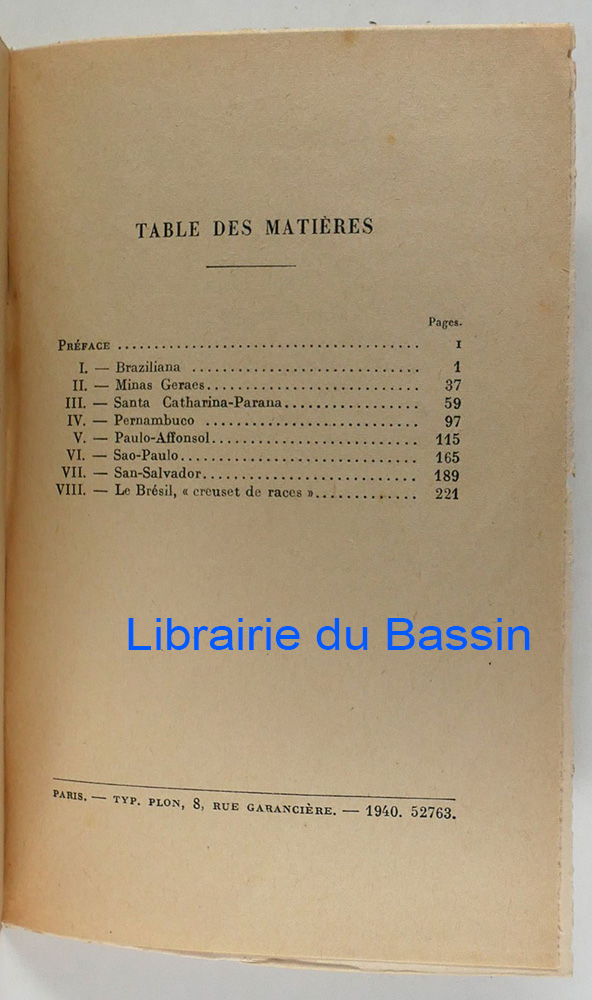 TABLE DES MATIÈRES
Pages.
PRÉFACE ........................................ I
I. — Braziliana ............................... 1
II. — Minas Geraes............................. 37
III. — Santa Catharina-Parana.................. 59
IV. — Pernambuco .............................. 97
V. — Paulo-Affonsol............................ 115
VI. — Sao-Paulo................................ 165
VII. — San-Salvador............................ 189
VIII. — Le Brésil, « creuset de races »............. 221
Librairie du Bassin
PARIS. — TYP. PLON, 8, RUE GARANCIÈRE. — 1940. 52763.